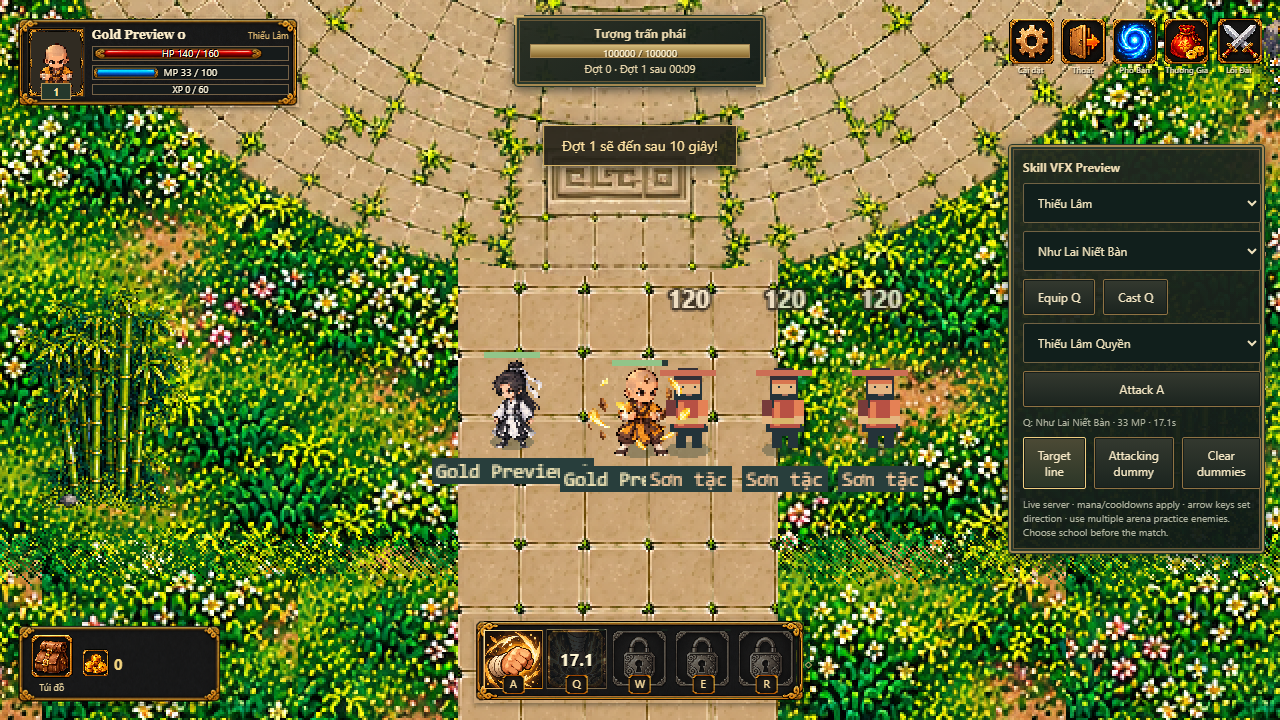 Gold Preview o
Thiếu Lâm
HP 140 / 160
MP 33 / 100
XP 0 / 60
1
Tượng trấn phái
100000 / 100000
Đợt 0 · Đợt 1 sau 00:09
Cài đặt
Thoát
Phó Bản
Thương Gia
Lôi Đài
Đợt 1 sẽ đến sau 10 giây!
Skill VFX Preview
Thiếu Lâm
Như Lai Niết Bàn
Equip Q
Cast Q
Thiếu Lâm Quyền
Attack A
Q: Như Lai Niết Bàn · 33 MP · 17.1s
Target line
Attacking dummy
Clear dummies
Live server · mana/cooldowns apply · arrow keys set
direction · use multiple arena practice enemies.
Choose school before the match.
120
120
120
Gold Preview
Gold Pre
Sơn tặc
Sơn tặc
Sơn tặc
0
Túi đồ
17.1
A
Q
W
E
R